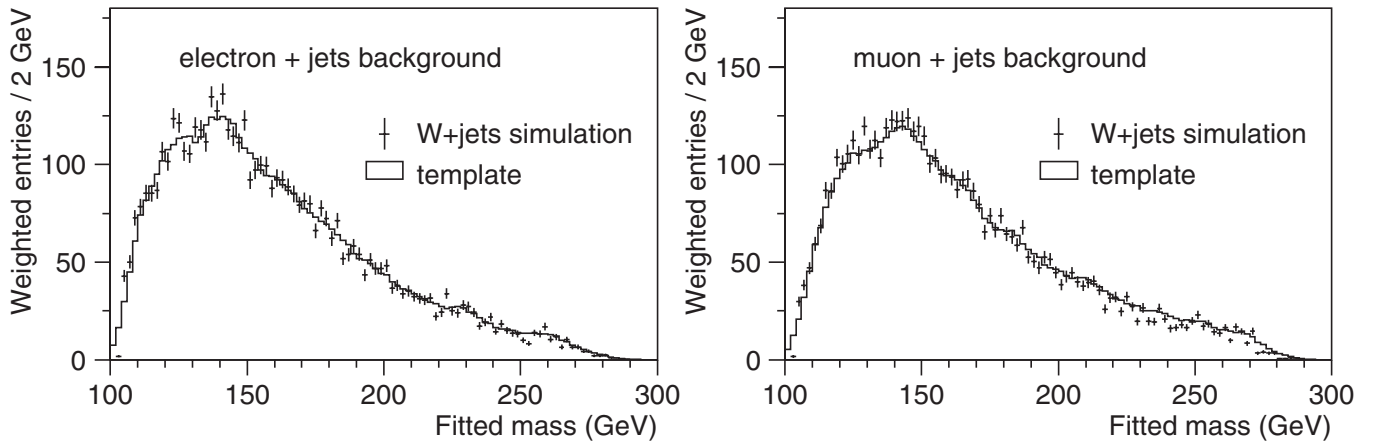 Weighted entries / 2 GeV
150
100
50
0
electron + jets background
W+jets simulation
template
100 150 200 250 300
Fitted mass (GeV)
Weighted entries / 2 GeV
150
100
50
0
muon + jets background
W+jets simulation
template
100 150 200 250 300
Fitted mass (GeV)